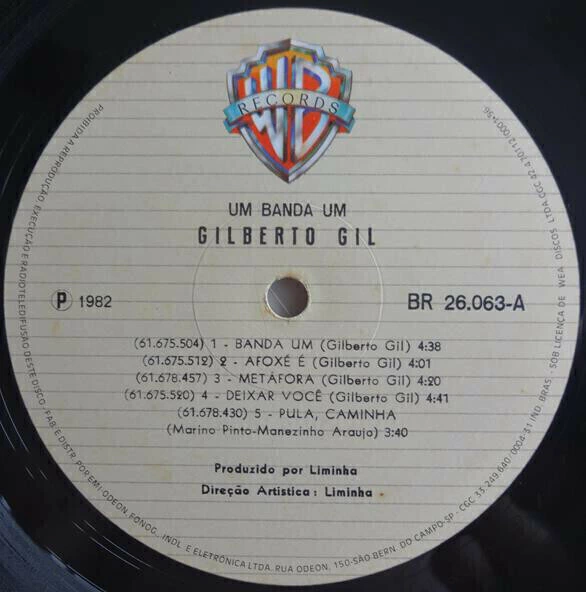 WB
RECORDS
UM BANDA UM
GILBERTO GIL
℗ 1982
BR 26.063-A
(61.675.504) 1 - BANDA UM (Gilberto Gil) 4:38
(61.675.512) 2 - AFOXÉ É (Gilberto Gil) 4:01
(61.678.457) 3 - METÁFORA (Gilberto Gil) 4:20
(61.675.520) 4 - DEIXAR VOCÊ (Gilberto Gil) 4:41
(61.678.430) 5 - PULA, CAMINHA
(Marino Pinto-Manezinho Araujo) 3:40
Produzido por Liminha
Direção Artistica: Liminha
PROIBIDA A REPRODUÇÃO, EXECUÇÃO E RADIOTELEDIFUSÃO DESTE DISCO - FAB. E DISTR. POR EMI-ODEON, FONOG., INDL. E ELETRÔNICA LTDA. RUA ODEON, 150-SÃO BERN. DO CAMPO-SP - CGC 33.249.640/0004-31 IND. BRAS. - SOB LICENÇA DE WEA DISCOS LTDA CGC 42.470.112/0001-56